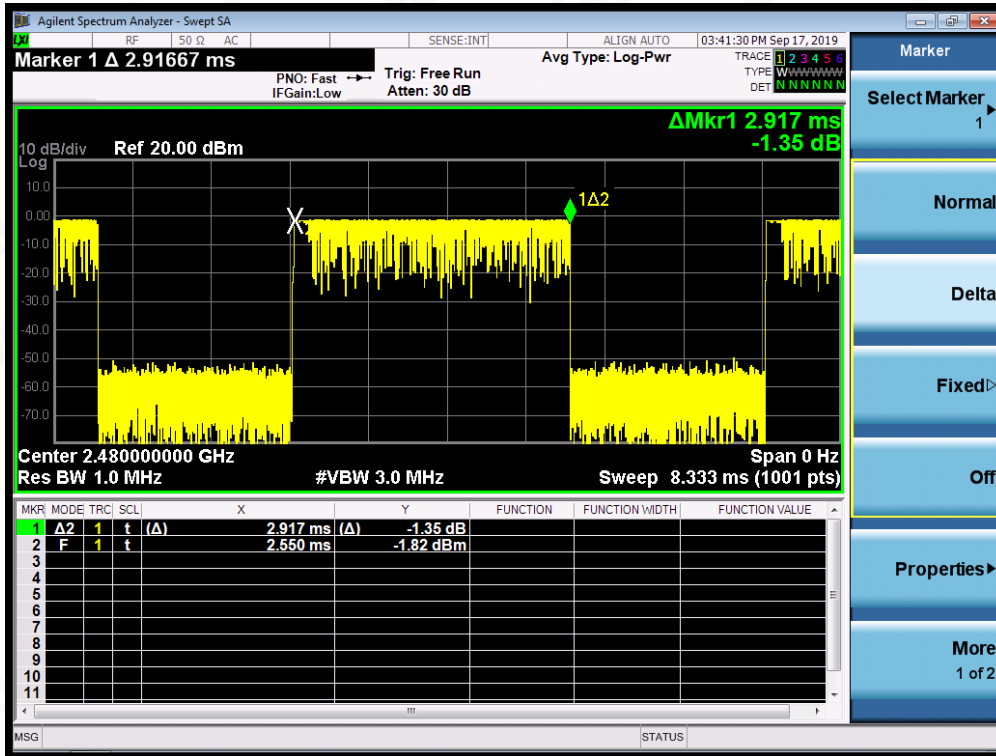 Agilent Spectrum Analyzer - Swept SA
LXI RF 50 Ω AC SENSE:INT ALIGN AUTO 03:41:30 PM Sep 17, 2019
Marker 1 Δ 2.91667 ms
PNO: Fast
IFGain:Low
Trig: Free Run
Atten: 30 dB
Avg Type: Log-Pwr
TRACE 1 2 3 4 5 6
TYPE WWWWWW
DET N N N N N N
ΔMkr1 2.917 ms
-1.35 dB
10 dB/div Ref 20.00 dBm
Log
10.0
0.00
-10.0
-20.0
-30.0
-40.0
-50.0
-60.0
-70.0
X
1Δ2
Center 2.480000000 GHz Span 0 Hz
Res BW 1.0 MHz #VBW 3.0 MHz Sweep 8.333 ms (1001 pts)
MKR MODE TRC SCL X Y FUNCTION FUNCTION WIDTH FUNCTION VALUE
1 Δ2 1 t (Δ) 2.917 ms (Δ) -1.35 dB
2 F 1 t 2.550 ms -1.82 dBm
3
4
5
6
7
8
9
10
11
MSG STATUS
Marker
Select Marker
1
Normal
Delta
Fixed
Off
Properties
More
1 of 2